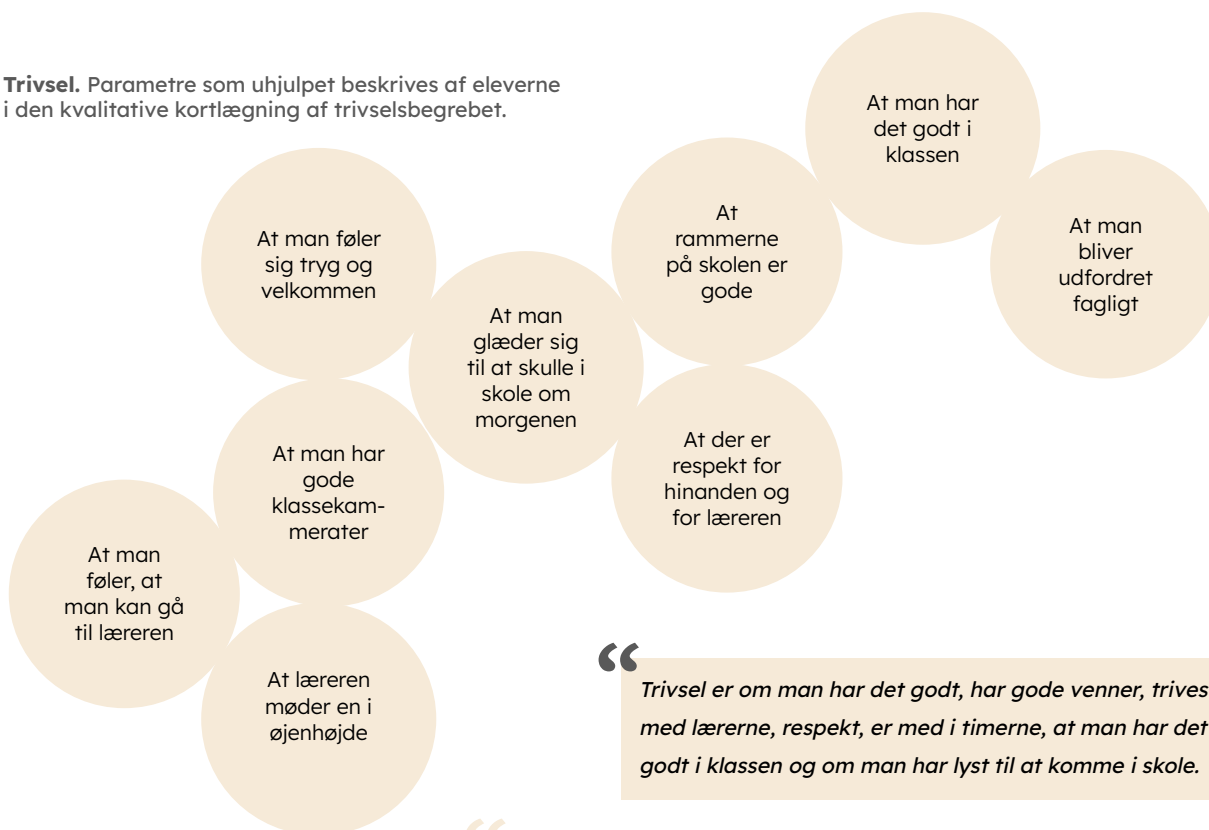 Trivsel. Parametre som uhjulpet beskrives af eleverne
i den kvalitative kortlægning af trivselsbegrebet.
At man har
det godt i
klassen
At man
bliver
udfordret
fagligt
At
rammerne
på skolen er
gode
At man føler
sig tryg og
velkommen
At man
glæder sig
til at skulle i
skole om
morgenen
At der er
respekt for
hinanden og
for læreren
At man har
gode
klassekam-
merater
At man
føler, at
man kan gå
til læreren
At læreren
møder en i
øjenhøjde
“
Trivsel er om man har det godt, har gode venner, trives
med lærerne, respekt, er med i timerne, at man har det
godt i klassen og om man har lyst til at komme i skole.
“